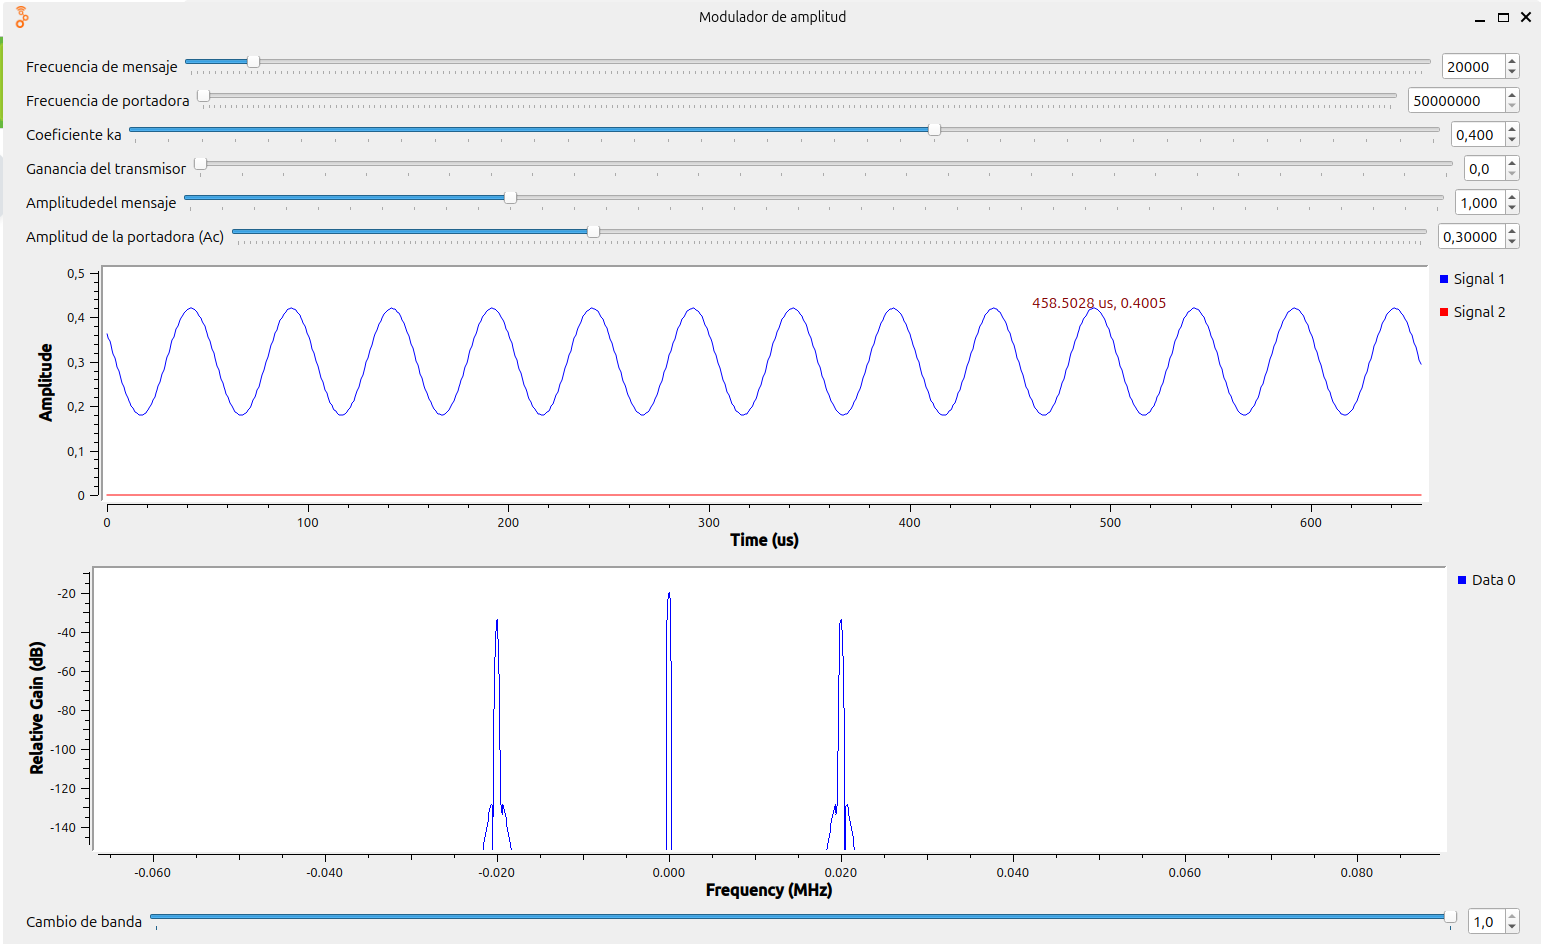 Modulador de amplitud
Frecuencia de mensaje 20000
Frecuencia de portadora 50000000
Coeficiente ka 0,400
Ganancia del transmisor 0,0
Amplitudedel mensaje 1,000
Amplitud de la portadora (Ac) 0,30000
0,5
0,4
0,3
0,2
0,1
0
Amplitude
458.5028 us, 0.4005
Signal 1
Signal 2
0 100 200 300 400 500 600
Time (us)
-20
-40
-60
-80
-100
-120
-140
Relative Gain (dB)
Data 0
-0.060 -0.040 -0.020 0.000 0.020 0.040 0.060 0.080
Frequency (MHz)
Cambio de banda 1,0